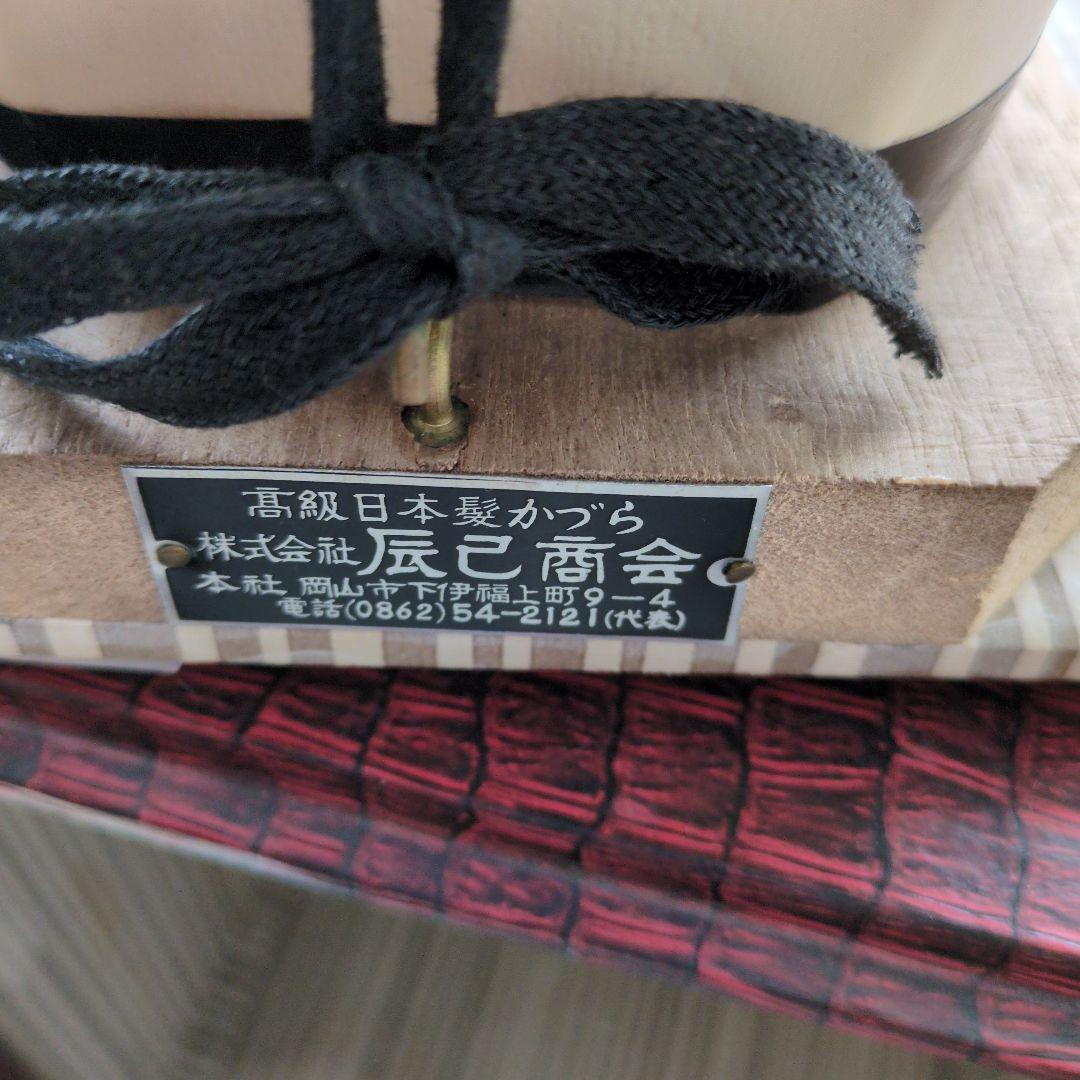 高級日本髪かづら
株式会社 辰己商会
本社 岡山市下伊福上町9-4
電話(0862)54-2121(代表)